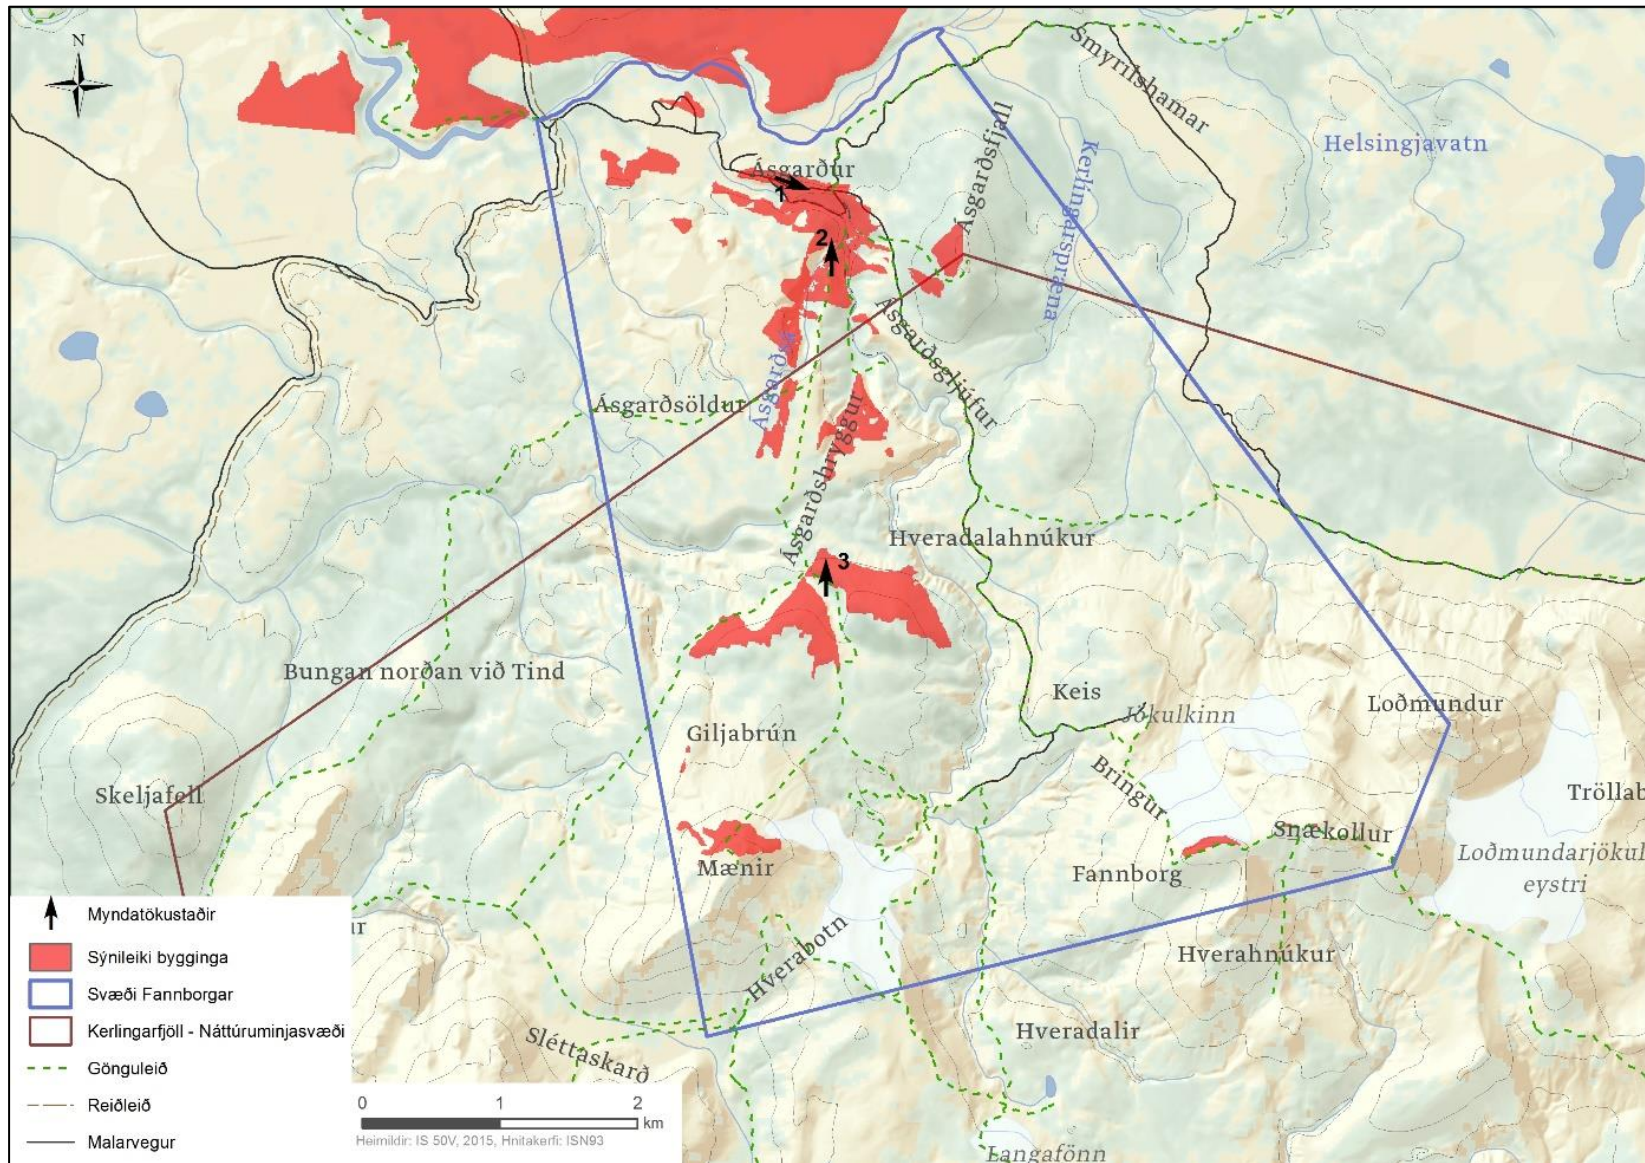 N
Smyrilshamar
Helsingjavatn
Ásgarðsfjall
Kerlingarspræna
Ásgarður
1
2
Ásgarðsá
Ásgarðsöldur
Ásgarðsgljúfur
Ásgarðshryggur
Hveradalahnúkur
3
Bungan norðan við Tind
Keis
Jökulkinn
Loðmundur
Giljabrún
Bringur
Skeljafell
Tröllab
Snækollur
Loðmundarjökul
eystri
Mænir
Fannborg
ur
Hverabotn
Hverahnúkur
Hveradalir
Sléttaskarð
Langafönn
Myndatökustaðir
Sýnileiki bygginga
Svæði Fannborgar
Kerlingarfjöll - Náttúruminjasvæði
Gönguleið
Reiðleið
Malarvegur
0 1 2
km
Heimildir: IS 50V, 2015, Hnitakerfi: ISN93